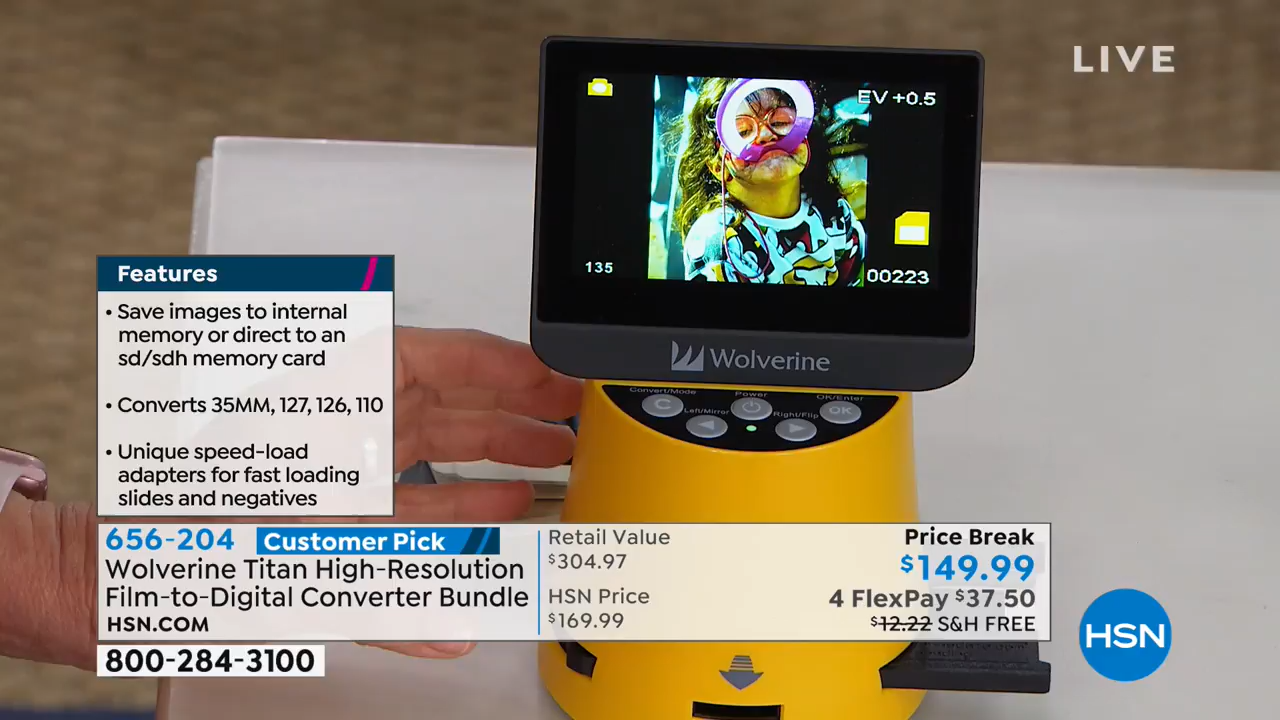 LIVE
EV +0.5
135
00223
Wolverine
Convert/Mode
Power
OK/Enter
C
OK
Left/Mirror
Right/Flip
Features
• Save images to internal
memory or direct to an
sd/sdh memory card
• Converts 35MM, 127, 126, 110
• Unique speed-load
adapters for fast loading
slides and negatives
656-204 Customer Pick
Wolverine Titan High-Resolution
Film-to-Digital Converter Bundle
HSN.COM
800-284-3100
Retail Value
$304.97
HSN Price
$169.99
Price Break
$149.99
4 FlexPay $37.50
$12.22 S&H FREE
HSN